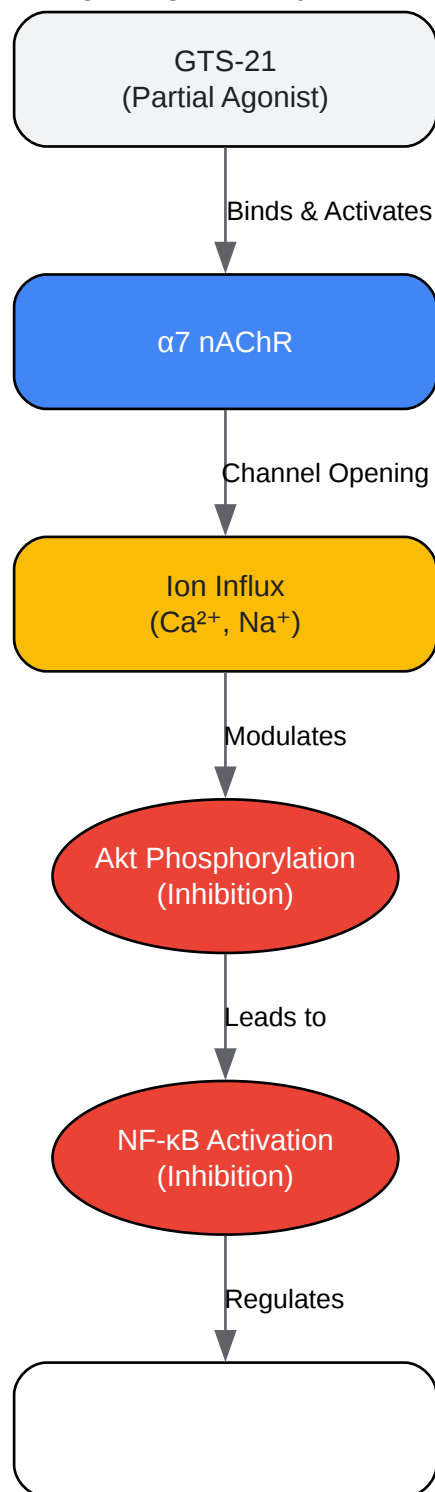 GTS-21
(Partial Agonist)
Binds & Activates
α7 nAChR
Channel Opening
Ion Influx
(Ca²⁺, Na⁺)
Modulates
Akt Phosphorylation
(Inhibition)
Leads to
NF-κB Activation
(Inhibition)
Regulates